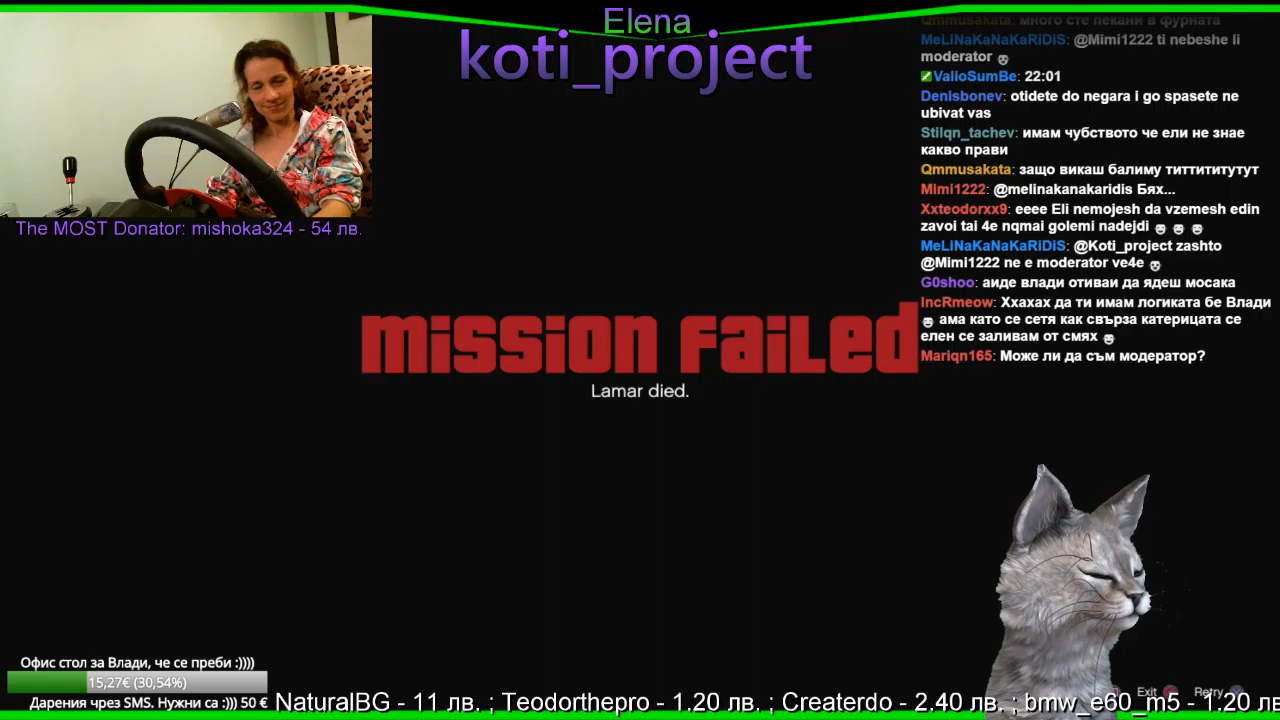 Elena
koti_project
The MOST Donator: mishoka324 - 54 лв.
Qmmusakata: много сте пекани в фурната
MeLiNaKaNaKaRiDiS: @Mimi1222 ti nebeshe li
moderator
ValioSumBe: 22:01
Denisbonev: otidete do negara i go spasete ne
ubivat vas
Stilqn_tachev: имам чубството че ели не знае
какво прави
Qmmusakata: защо викаш балиму титтититутут
Mimi1222: @melinakanakaridis Бях...
Xxteodorxx9: eeee Eli nemojesh da vzemesh edin
zavoi tai 4e nqmai golemi nadejdi
MeLiNaKaNaKaRiDiS: @Koti_project zashto
@Mimi1222 ne e moderator ve4e
G0shoo: аиде влади отиваи да ядеш мосака
IncRmeow: Ххахах да ти имам логиката бе Влади
ама като се сетя как свърза катерицата се
елен се заливам от смях
Mariqn165: Може ли да съм модератор?
mission failed
Lamar died.
Exit Retry
Офис стол за Влади, че се преби :))))
15,27€ (30,54%)
Дарения чрез SMS. Нужни са :))) 50 €
NaturalBG - 11 лв. ; Teodorthepro - 1.20 лв. ; Createrdo - 2.40 лв. ; bmw_e60_m5 - 1.20 лв